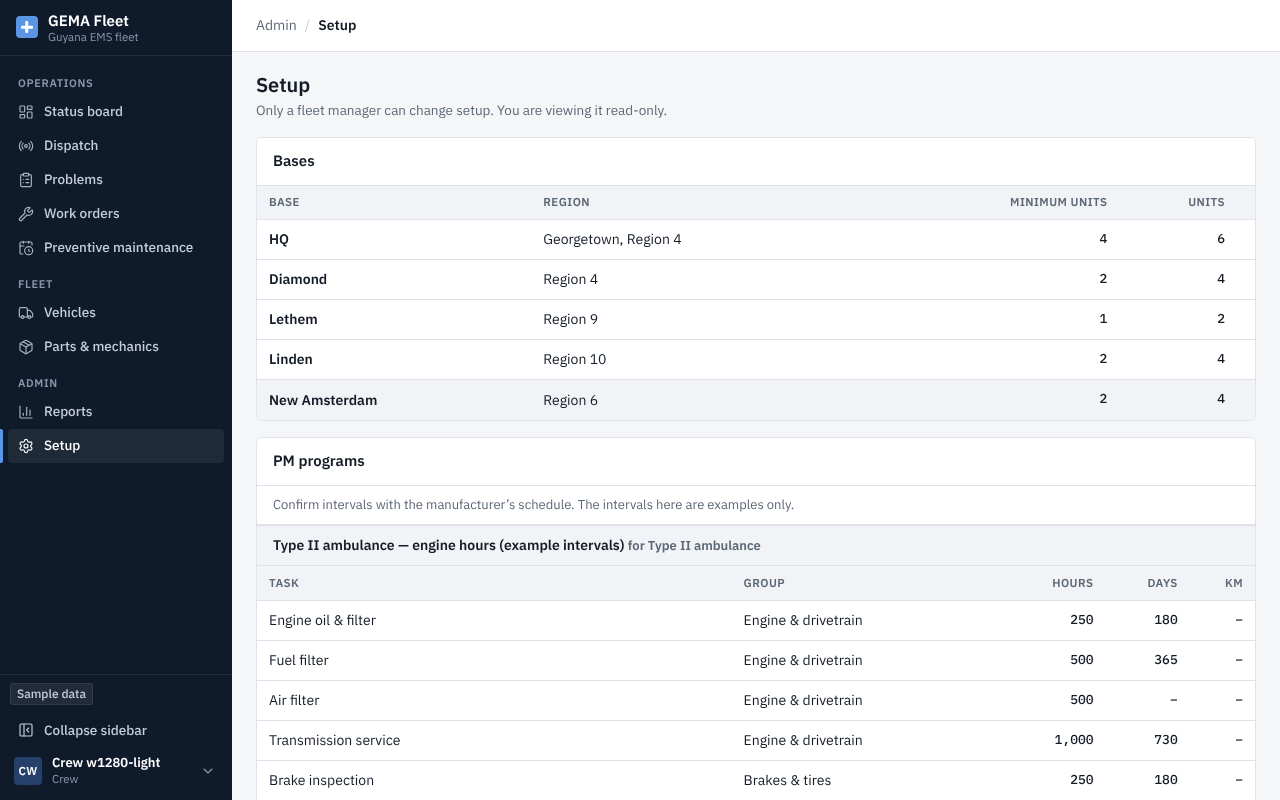 GEMA Fleet
Guyana EMS fleet
OPERATIONS
Status board
Dispatch
Problems
Work orders
Preventive maintenance
FLEET
Vehicles
Parts & mechanics
ADMIN
Reports
Setup
Sample data
Collapse sidebar
CW
Crew w1280-light
Crew
Admin / Setup
Setup
Only a fleet manager can change setup. You are viewing it read-only.
Bases
BASE REGION MINIMUM UNITS UNITS
HQ Georgetown, Region 4 4 6
Diamond Region 4 2 4
Lethem Region 9 1 2
Linden Region 10 2 4
New Amsterdam Region 6 2 4
PM programs
Confirm intervals with the manufacturer’s schedule. The intervals here are examples only.
Type II ambulance — engine hours (example intervals) for Type II ambulance
TASK GROUP HOURS DAYS KM
Engine oil & filter Engine & drivetrain 250 180 –
Fuel filter Engine & drivetrain 500 365 –
Air filter Engine & drivetrain 500 – –
Transmission service Engine & drivetrain 1,000 730 –
Brake inspection Brakes & tires 250 180 –